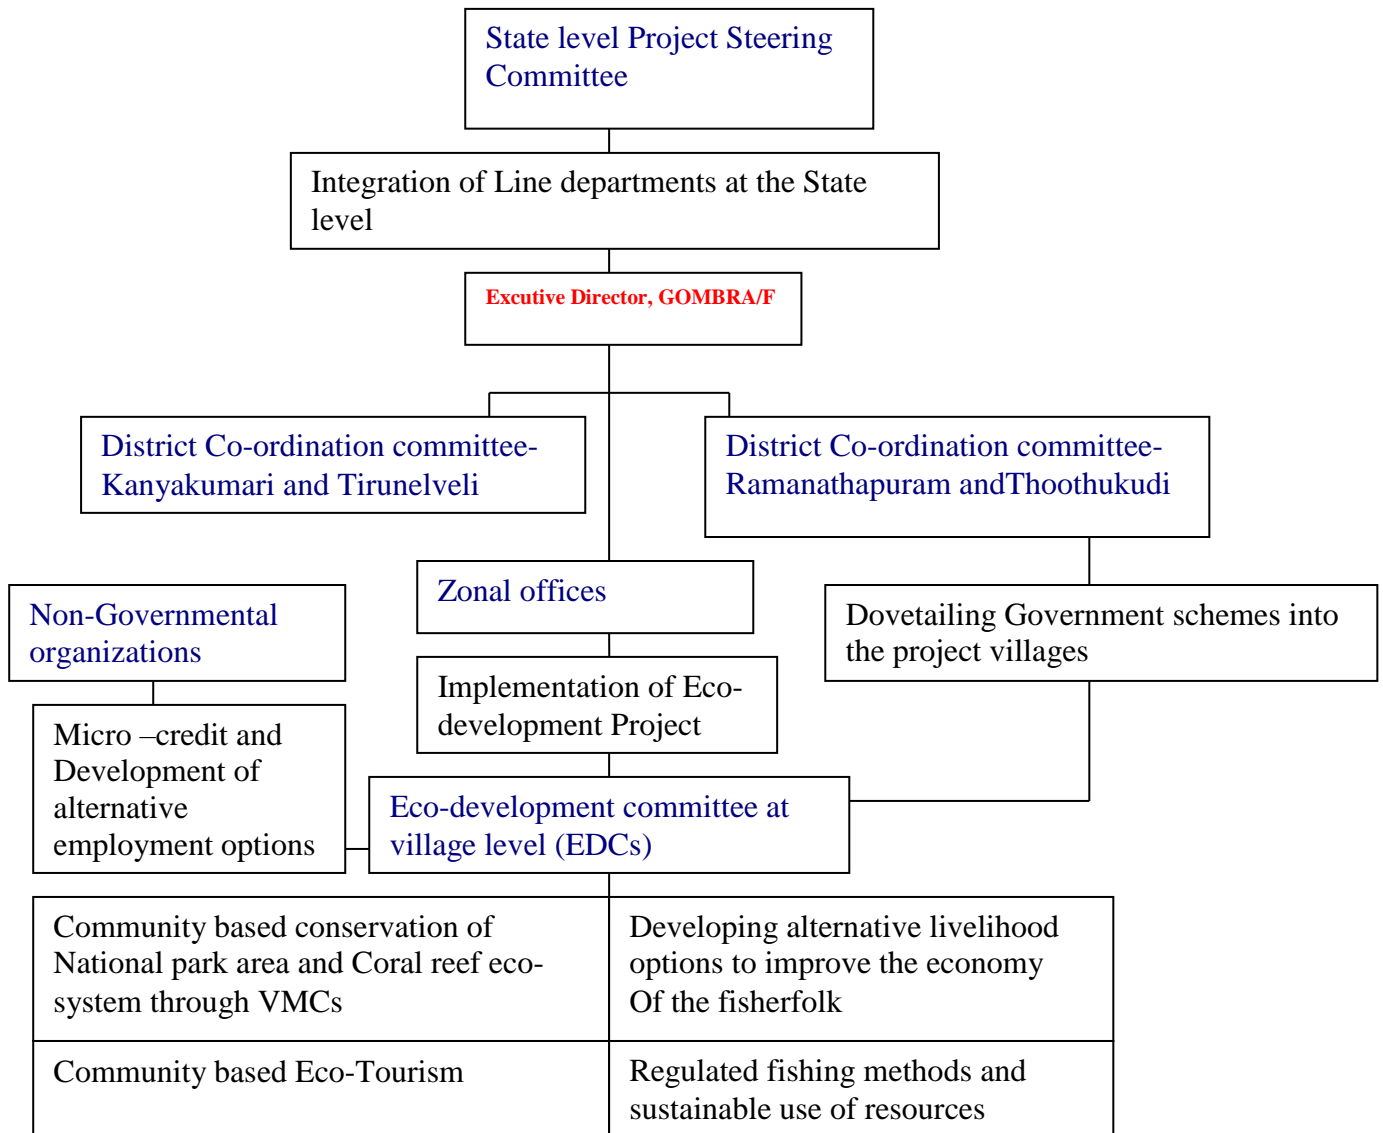 State level Project Steering
Committee
Integration of Line departments at the State
level
Excutive Director, GOMBRA/F
District Co-ordination committee-
Kanyakumari and Tirunelveli
District Co-ordination committee-
Ramanathapuram andThoothukudi
Zonal offices
Non-Governmental
organizations
Dovetailing Government schemes into
the project villages
Implementation of Eco-
development Project
Micro –credit and
Development of
alternative
employment options
Eco-development committee at
village level (EDCs)
Community based conservation of
National park area and Coral reef eco-
system through VMCs
Developing alternative livelihood
options to improve the economy
Of the fisherfolk
Community based Eco-Tourism
Regulated fishing methods and
sustainable use of resources